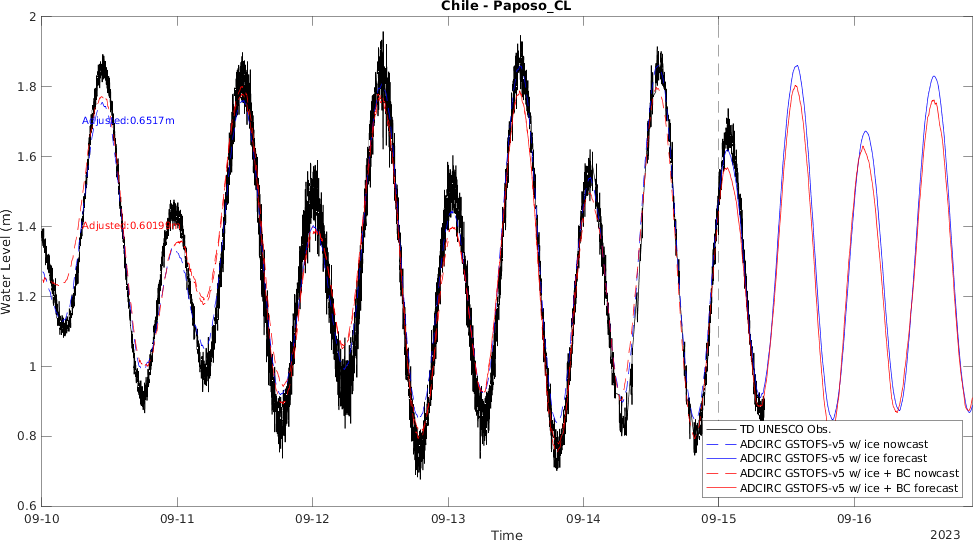 Chile - Paposo_CL
2
1.8
1.6
1.4
1.2
1
0.8
0.6
Water Level (m)
Adjusted:0.6517m
Adjusted:0.6019m
TD UNESCO Obs.
ADCIRC GSTOFS-v5 w/ ice nowcast
ADCIRC GSTOFS-v5 w/ ice forecast
ADCIRC GSTOFS-v5 w/ ice + BC nowcast
ADCIRC GSTOFS-v5 w/ ice + BC forecast
09-10 09-11 09-12 09-13 09-14 09-15 09-16
Time
2023